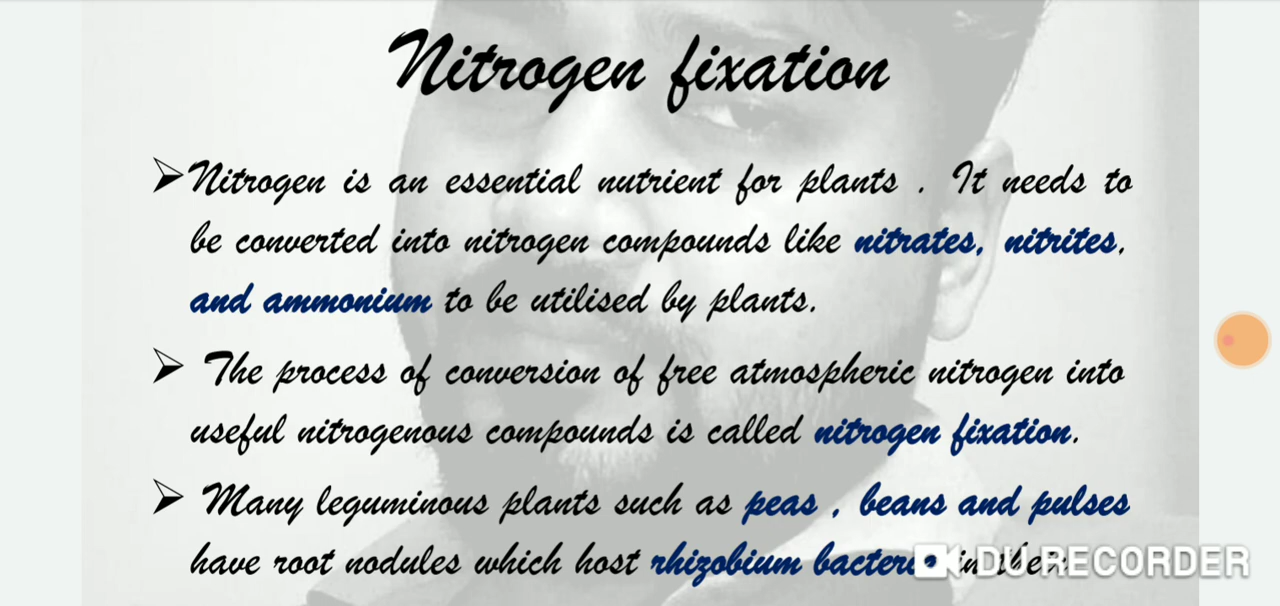 Nitrogen fixation
➢Nitrogen is an essential nutrient for plants . It needs to
be converted into nitrogen compounds like nitrates, nitrites,
and ammonium to be utilised by plants.
➢ The process of conversion of free atmospheric nitrogen into
useful nitrogenous compounds is called nitrogen fixation.
➢ Many leguminous plants such as peas , beans and pulses
have root nodules which host rhizobium bacteria in
DU RECORDER